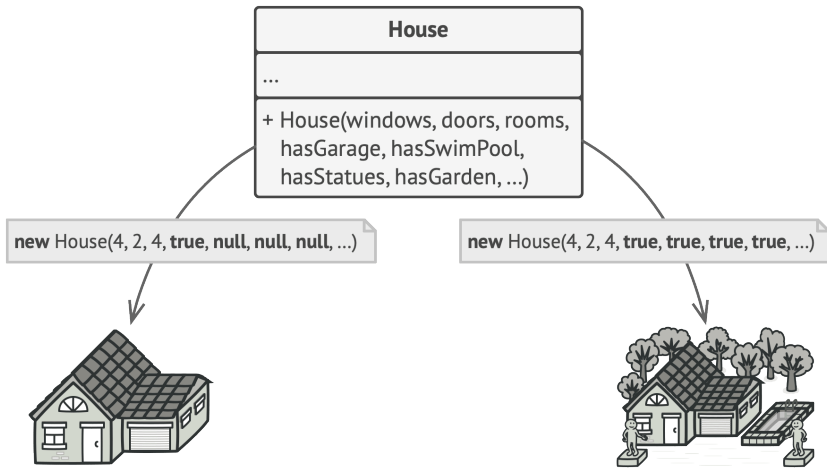 House
...
+ House(windows, doors, rooms,
hasGarage, hasSwimPool,
hasStatues, hasGarden, ...)
new House(4, 2, 4, true, null, null, null, ...)
new House(4, 2, 4, true, true, true, true, ...)